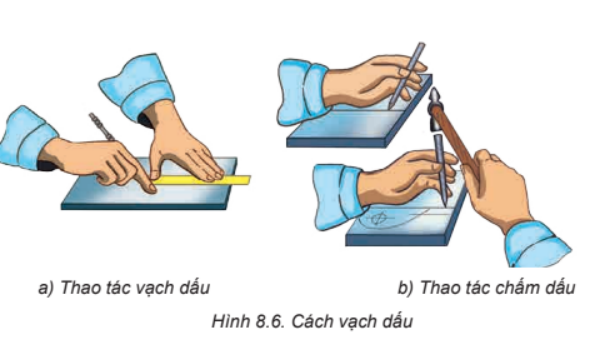 a) Thao tác vạch dấu
b) Thao tác chấm dấu
Hình 8.6. Cách vạch dấu